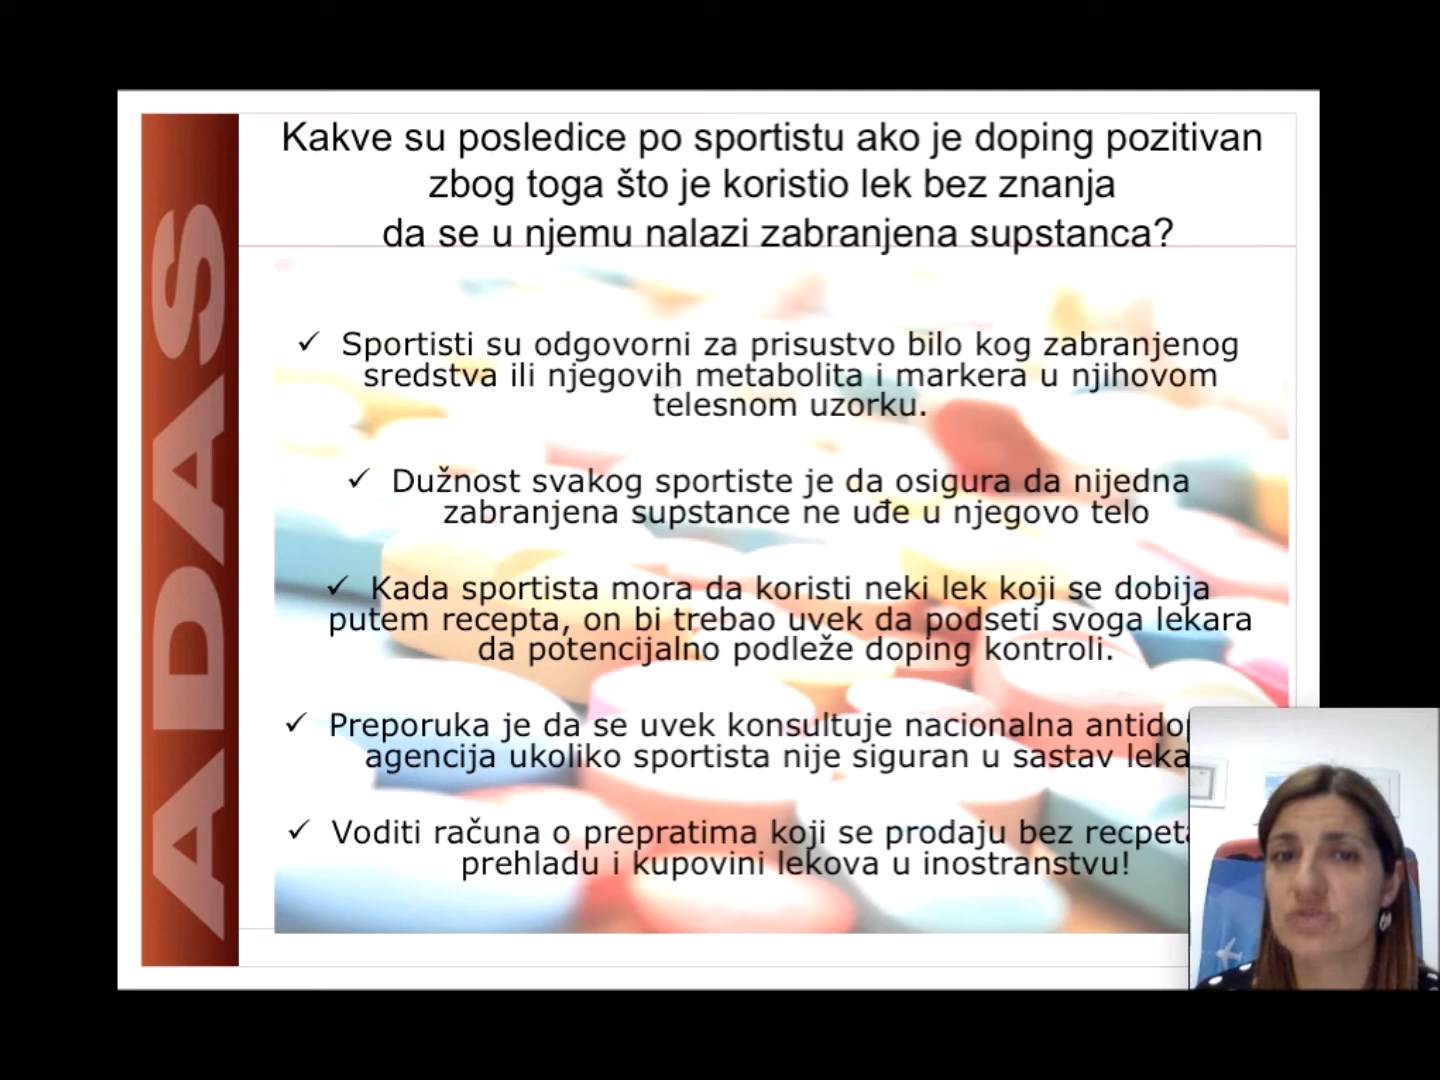 ADAS
Kakve su posledice po sportistu ako je doping pozitivan
zbog toga što je koristio lek bez znanja
da se u njemu nalazi zabranjena supstanca?
✓ Sportisti su odgovorni za prisustvo bilo kog zabranjenog
sredstva ili njegovih metabolita i markera u njihovom
telesnom uzorku.
✓ Dužnost svakog sportiste je da osigura da nijedna
zabranjena supstance ne uđe u njegovo telo
✓ Kada sportista mora da koristi neki lek koji se dobija
putem recepta, on bi trebao uvek da podseti svoga lekara
da potencijalno podleže doping kontroli.
✓ Preporuka je da se uvek konsultuje nacionalna
agencija ukoliko sportista nije siguran u sastav leka
✓ Voditi računa o prepratima koji se prodaju bez
prehladu i kupovini lekova u inostranstvu!